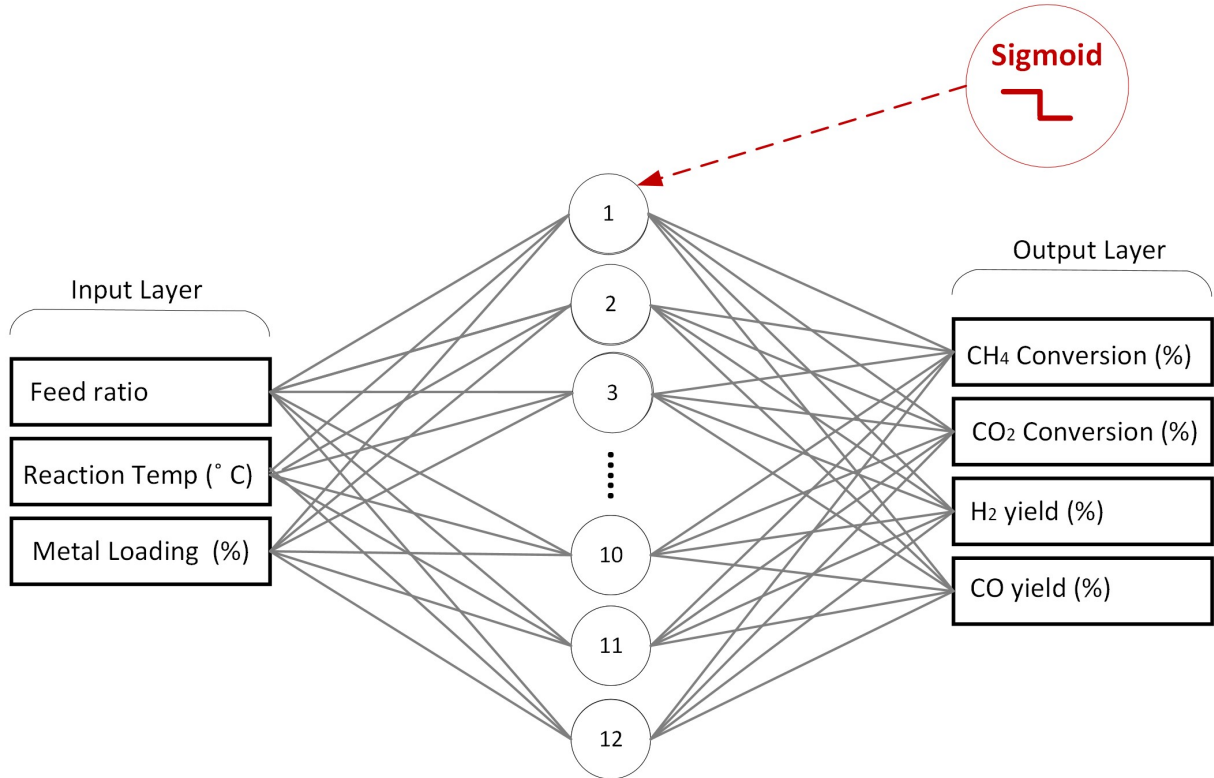 Sigmoid
1
Output Layer
Input Layer
2
CH₄ Conversion (%)
Feed ratio
3
CO₂ Conversion (%)
Reaction Temp (˚ C)
H₂ yield (%)
Metal Loading (%)
10
CO yield (%)
11
12